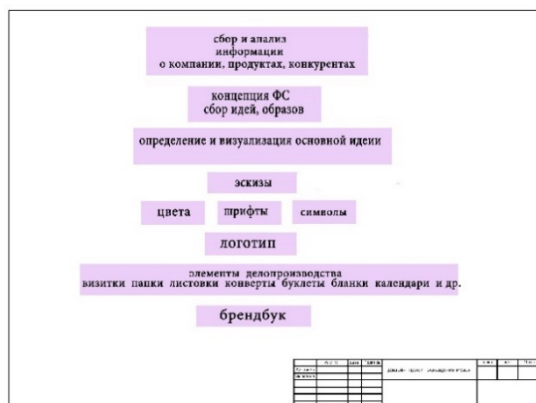 сбор и анализ
информации
о компании, продуктах, конкурентах
концепция ФС
сбор идей, образов
определение и визуализация основной идеии
эскизы
цвета шрифты символы
логотип
элементы делопроизводства
визитки папки листовки конверты буклеты бланки календари и др.
брендбук